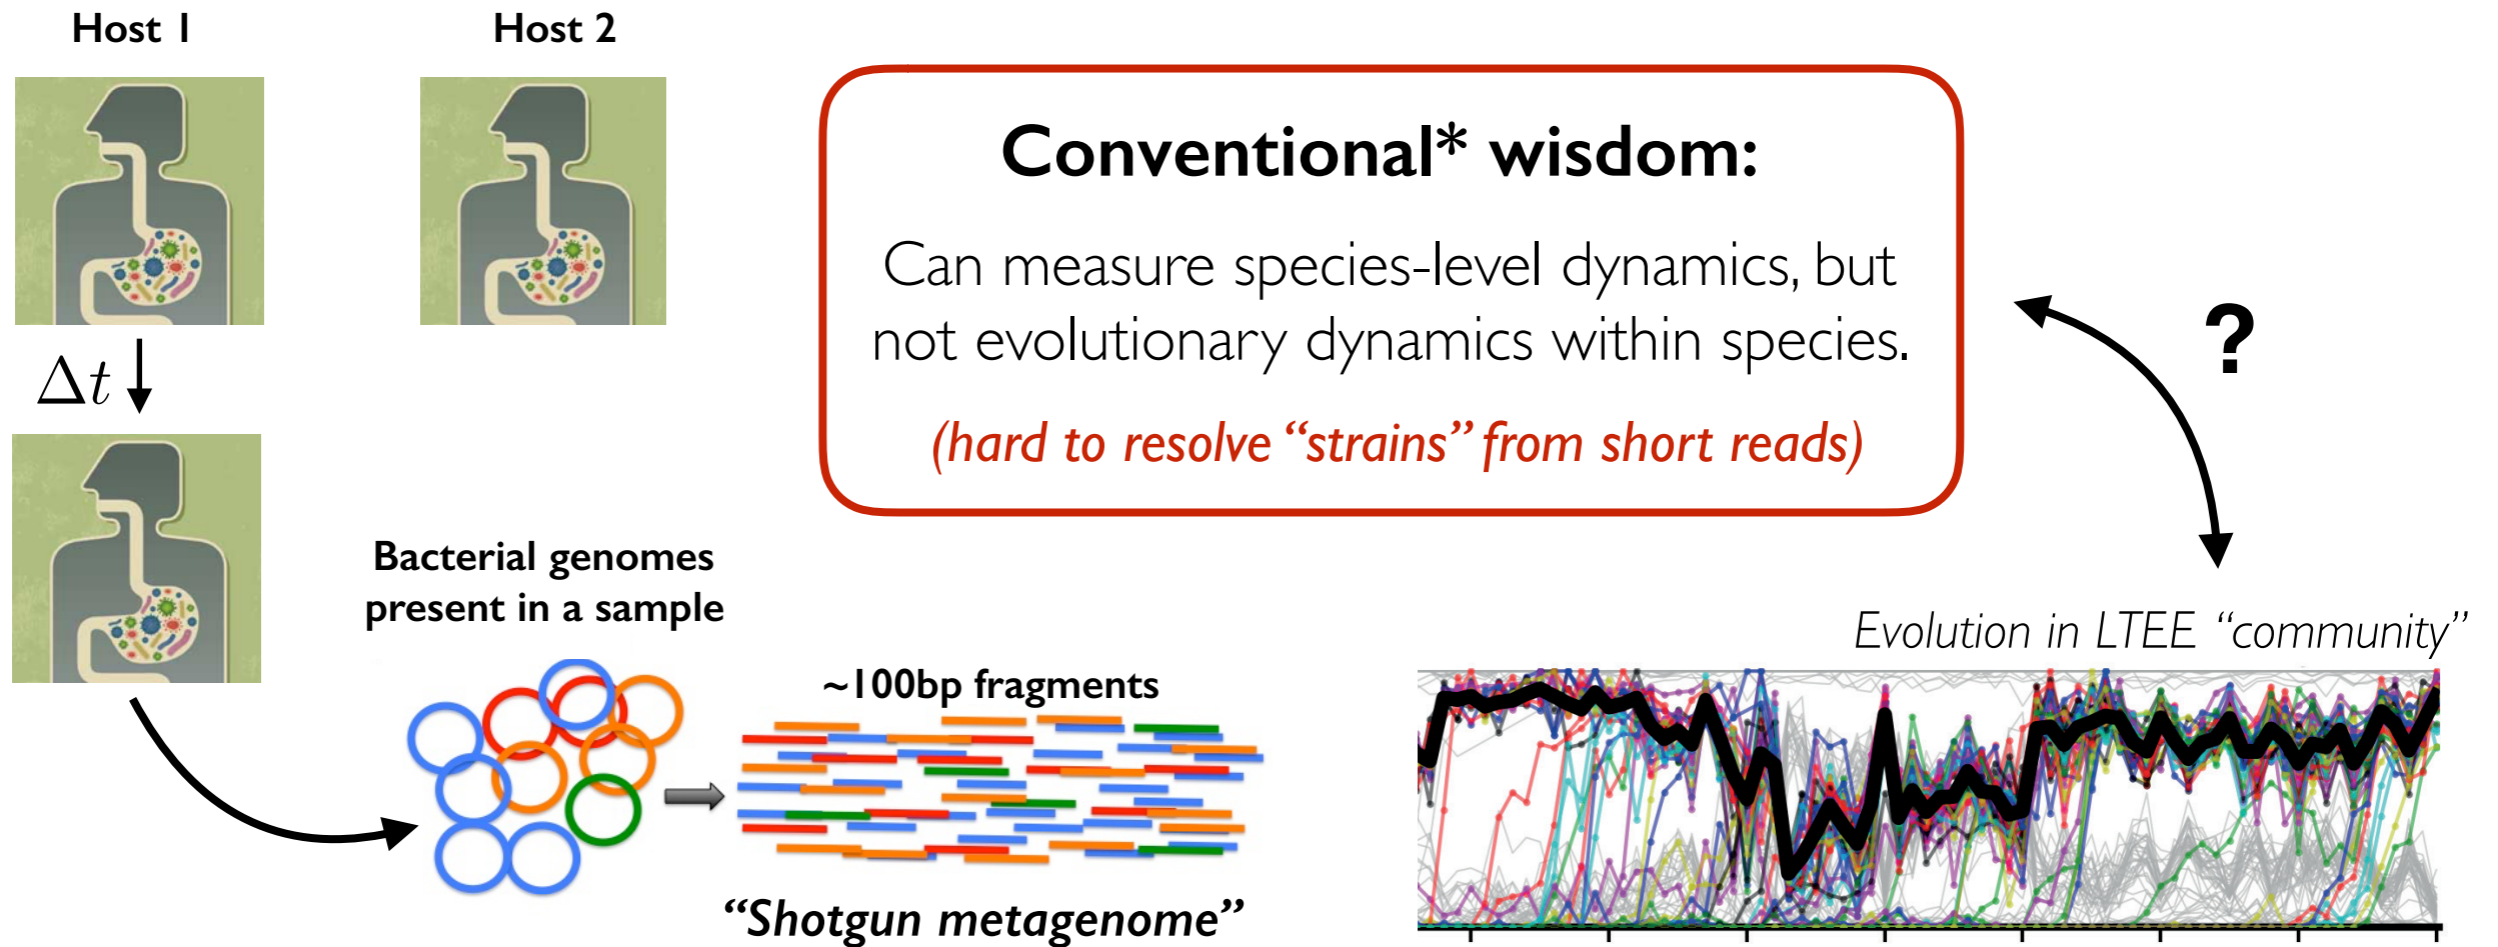 Host 1
Host 2
Δt
Conventional* wisdom:
Can measure species-level dynamics, but
not evolutionary dynamics within species.
(hard to resolve “strains” from short reads)
?
Bacterial genomes
present in a sample
~100bp fragments
“Shotgun metagenome”
Evolution in LTEE “community”